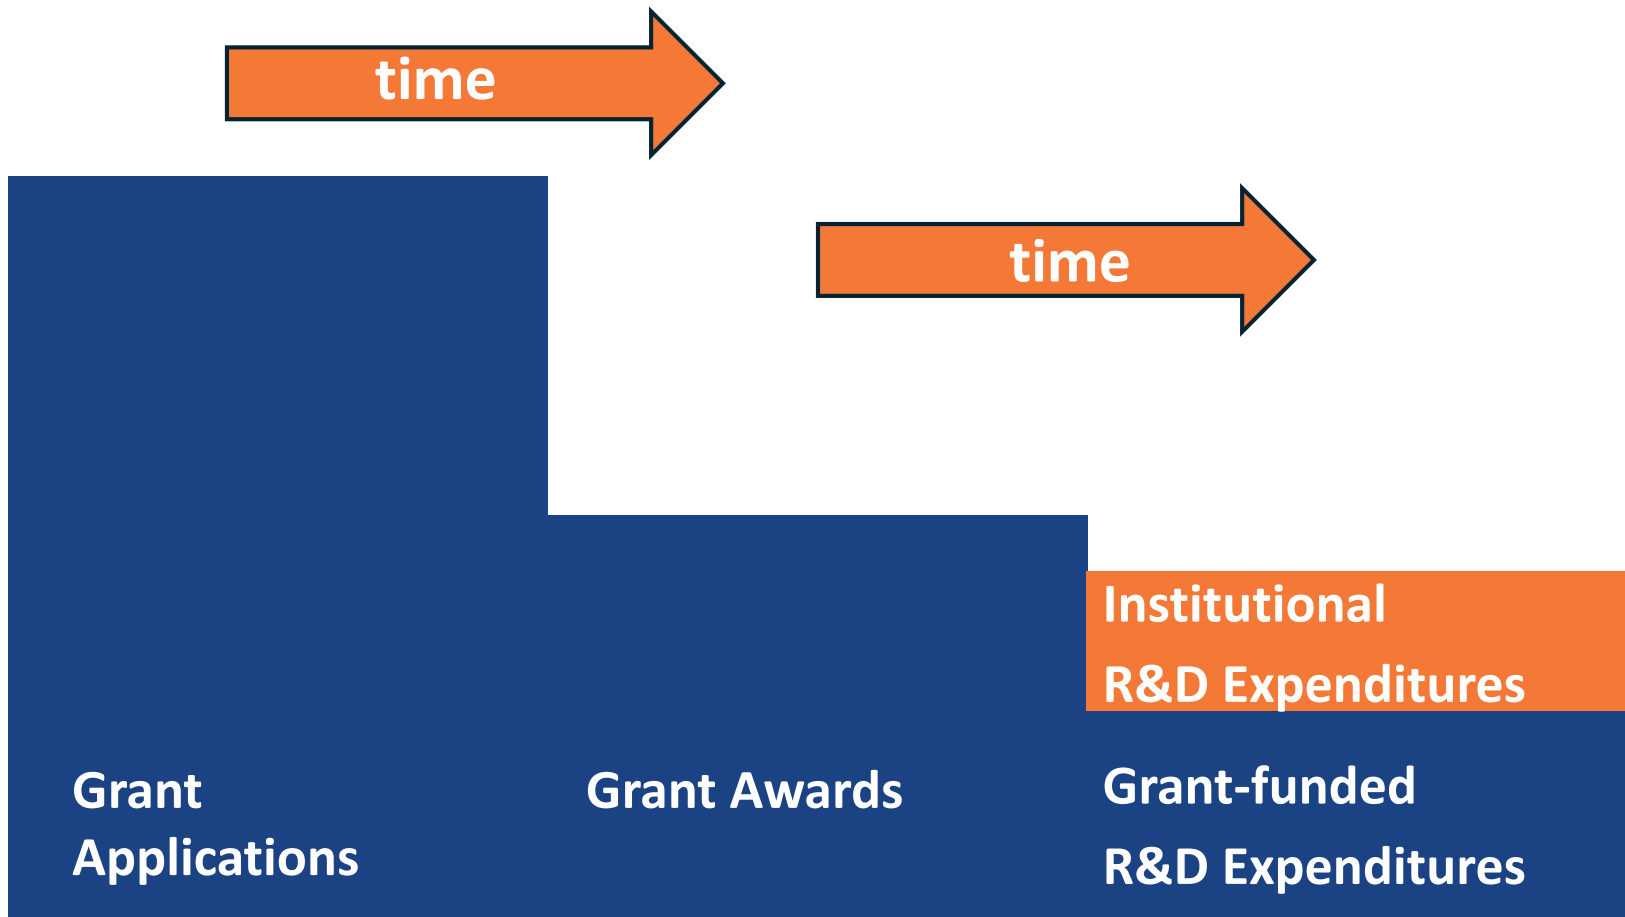 time
time
Institutional
R&D Expenditures
Grant
Applications
Grant Awards
Grant-funded
R&D Expenditures